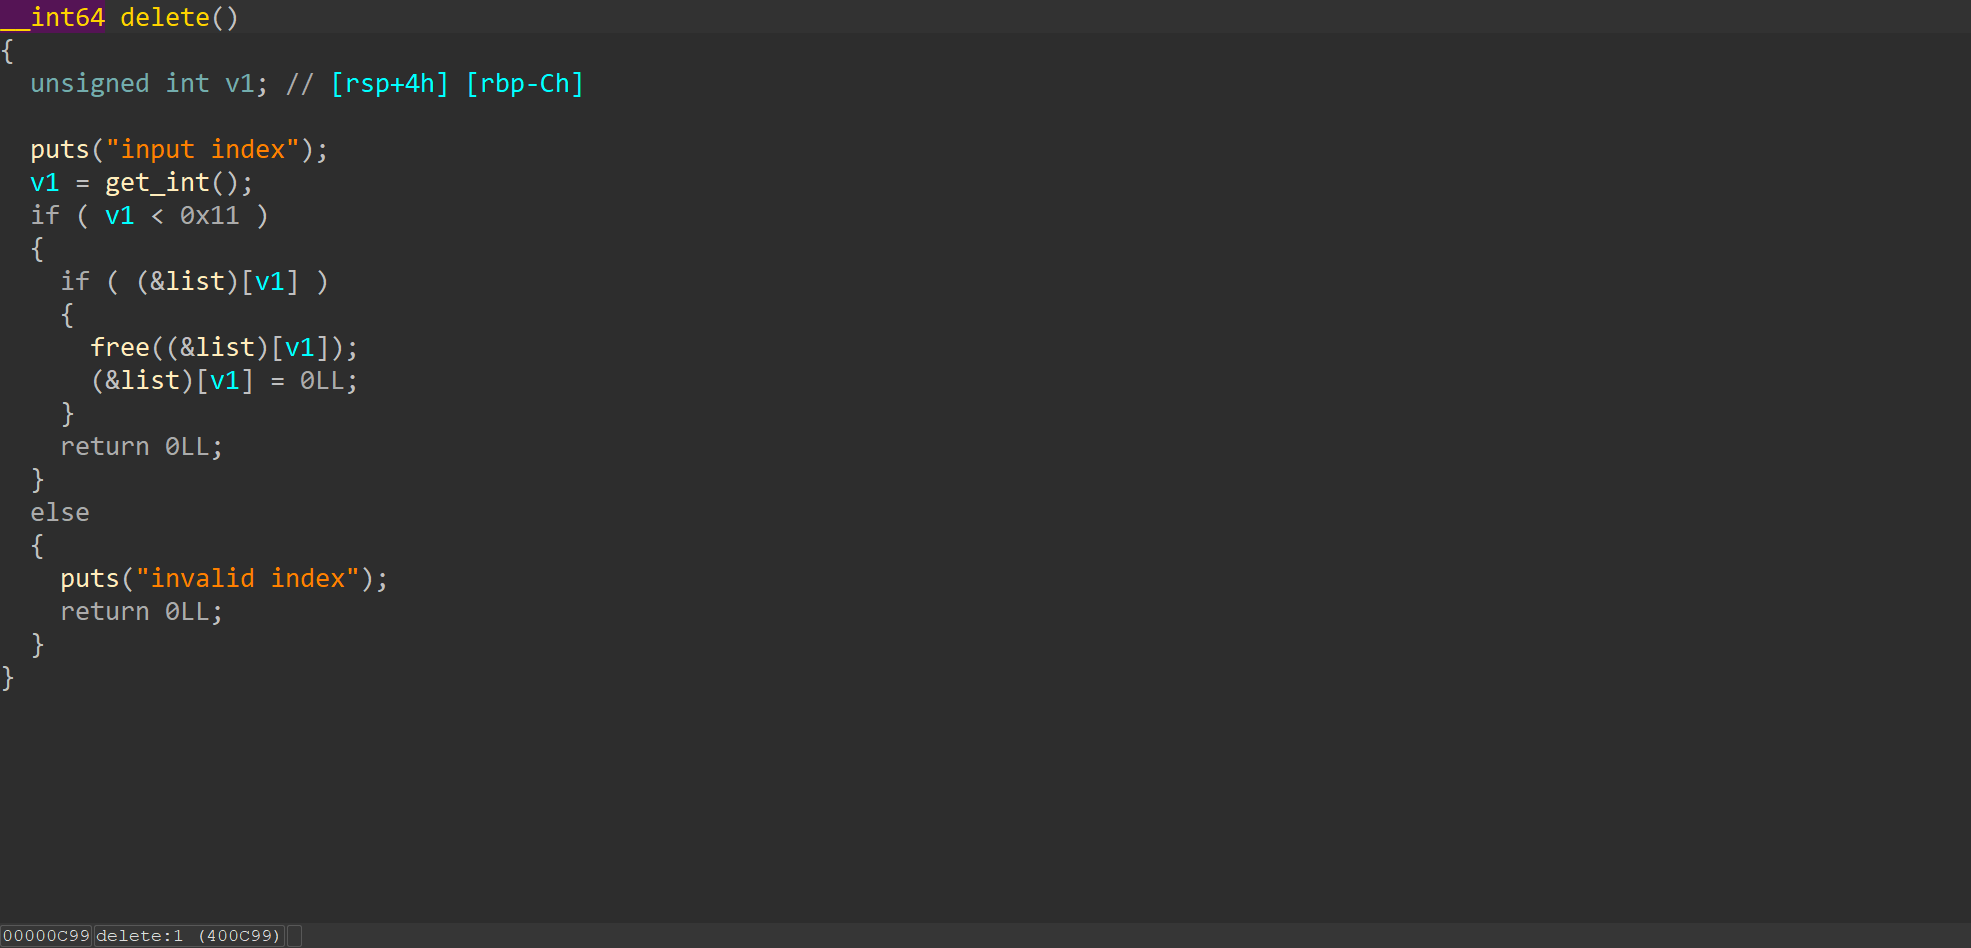 __int64 delete()
{
unsigned int v1; // [rsp+4h] [rbp-Ch]
puts("input index");
v1 = get_int();
if ( v1 < 0x11 )
{
if ( (&list)[v1] )
{
free((&list)[v1]);
(&list)[v1] = 0LL;
}
return 0LL;
}
else
{
puts("invalid index");
return 0LL;
}
}
00000C99 delete:1 (400C99)